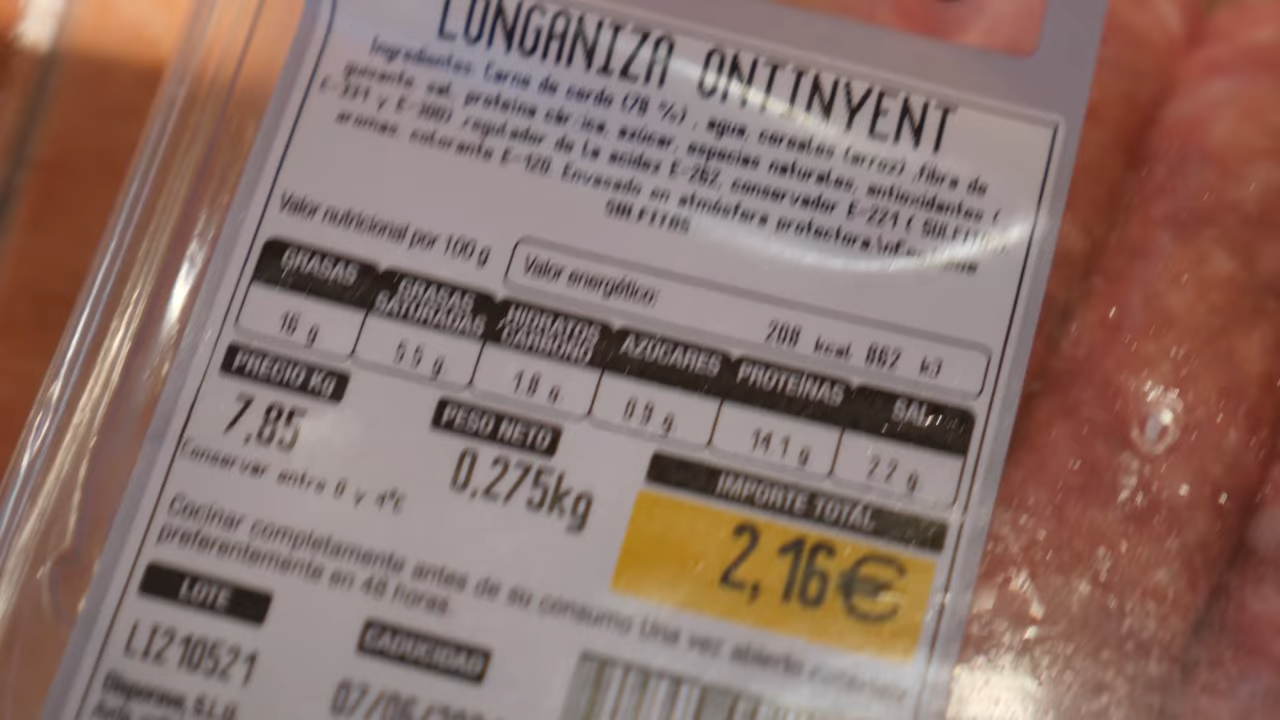 LONGANIZA ONTINYENT
Ingredientes: Carne de cerdo (78 %), agua, cereales (arroz), fibra de
guisante, sal, proteína azúcar, especias naturales, antioxidantes (
E-331 y E-300), regulador de la acidez E-262, conservador E-221 ( SULFITOS
aromas, colorante E-120. Envasado en atmósfera protectora.
SULFITOS
Valor nutricional por 100 g
Valor energético:
208 kcal 862 kJ
GRASAS GRASAS SATURADAS HIDRATOS CARBONO AZÚCARES PROTEÍNAS SAL
16 g 5.5 g 1.8 g 0.9 g 14.1 g 2.2 g
PRECIO Kg PESO NETO IMPORTE TOTAL
7,85 0,275kg 2,16€
Conservar entre 0 y 4ºC
Cocinar completamente antes de su consumo Una vez abierto
preferentemente en 48 horas.
LOTE CADUCIDAD
LI210521 07/06/
S.L.U.